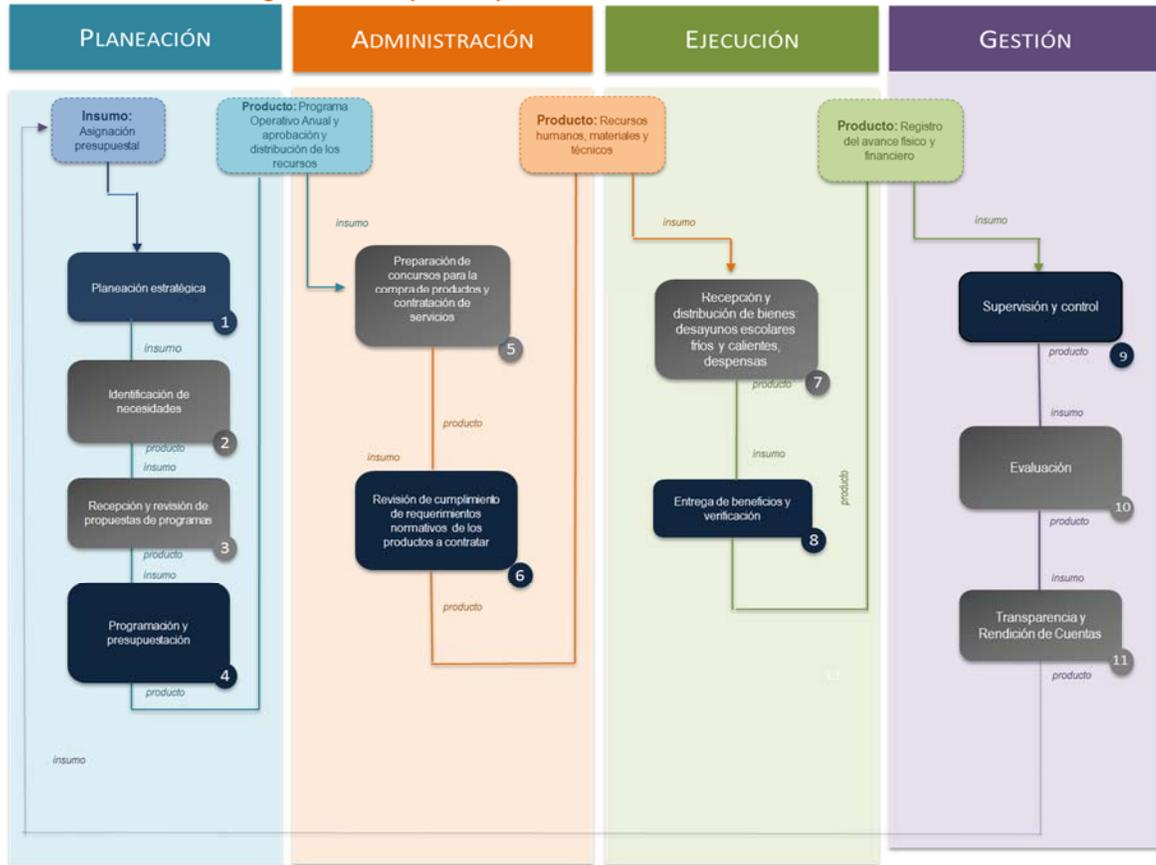 PLANEACIÓN
ADMINISTRACIÓN
EJECUCIÓN
GESTIÓN
Insumo:
Asignación
presupuestal
Producto: Programa
Operativo Anual y
aprobación y
distribución de los
recursos
Producto: Recursos
humanos, materiales y
técnicos
Producto: Registro
del avance físico y
financiero
Planeación estratégica
1
insumo
Identificación de
necesidades
2
producto
insumo
Recepción y revisión de
propuestas de programas
3
producto
insumo
Programación y
presupuestación
4
producto
insumo
insumo
Preparación de
concursos para la
compra de productos y
contratación de
servicios
5
producto
insumo
Revisión de cumplimiento
de requerimientos
normativos de los
productos a contratar
6
producto
insumo
Recepción y
distribución de bienes:
desayunos escolares
fríos y calientes,
despensas
7
producto
insumo
Entrega de beneficios y
verificación
8
producto
insumo
Supervisión y control
9
producto
insumo
Evaluación
10
producto
insumo
Transparencia y
Rendición de Cuentas
11
producto